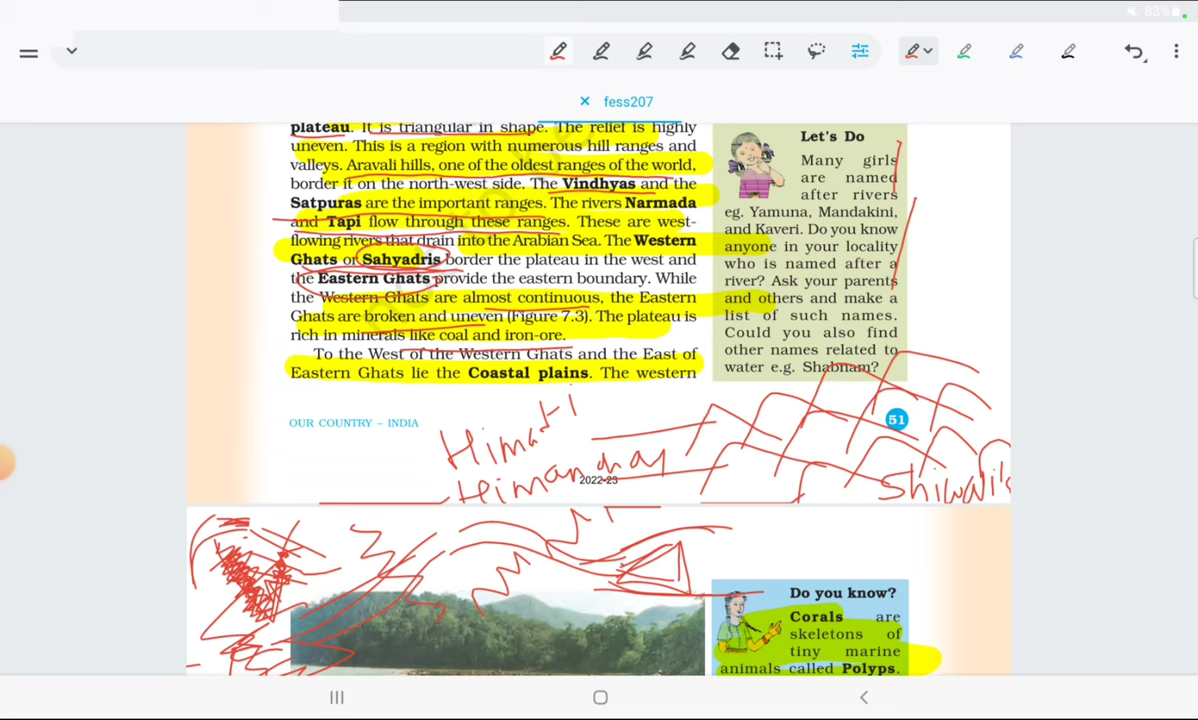 83%
fess207
plateau. It is triangular in shape. The relief is highly
uneven. This is a region with numerous hill ranges and
valleys. Aravali hills, one of the oldest ranges of the world,
border it on the north-west side. The Vindhyas and the
Satpuras are the important ranges. The rivers Narmada
and Tapi flow through these ranges. These are west-
flowing rivers that drain into the Arabian Sea. The Western
Ghats or Sahyadris border the plateau in the west and
the Eastern Ghats provide the eastern boundary. While
the Western Ghats are almost continuous, the Eastern
Ghats are broken and uneven (Figure 7.3). The plateau is
rich in minerals like coal and iron-ore.
To the West of the Western Ghats and the East of
Eastern Ghats lie the Coastal plains. The western
Let's Do
Many girls
are named
after rivers
eg. Yamuna, Mandakini,
and Kaveri. Do you know
anyone in your locality
who is named after a
river? Ask your parents
and others and make a
list of such names.
Could you also find
other names related to
water e.g. Shabnam?
OUR COUNTRY – INDIA
51
2022-23
Do you know?
Corals are
skeletons of
tiny marine
animals called Polyps.